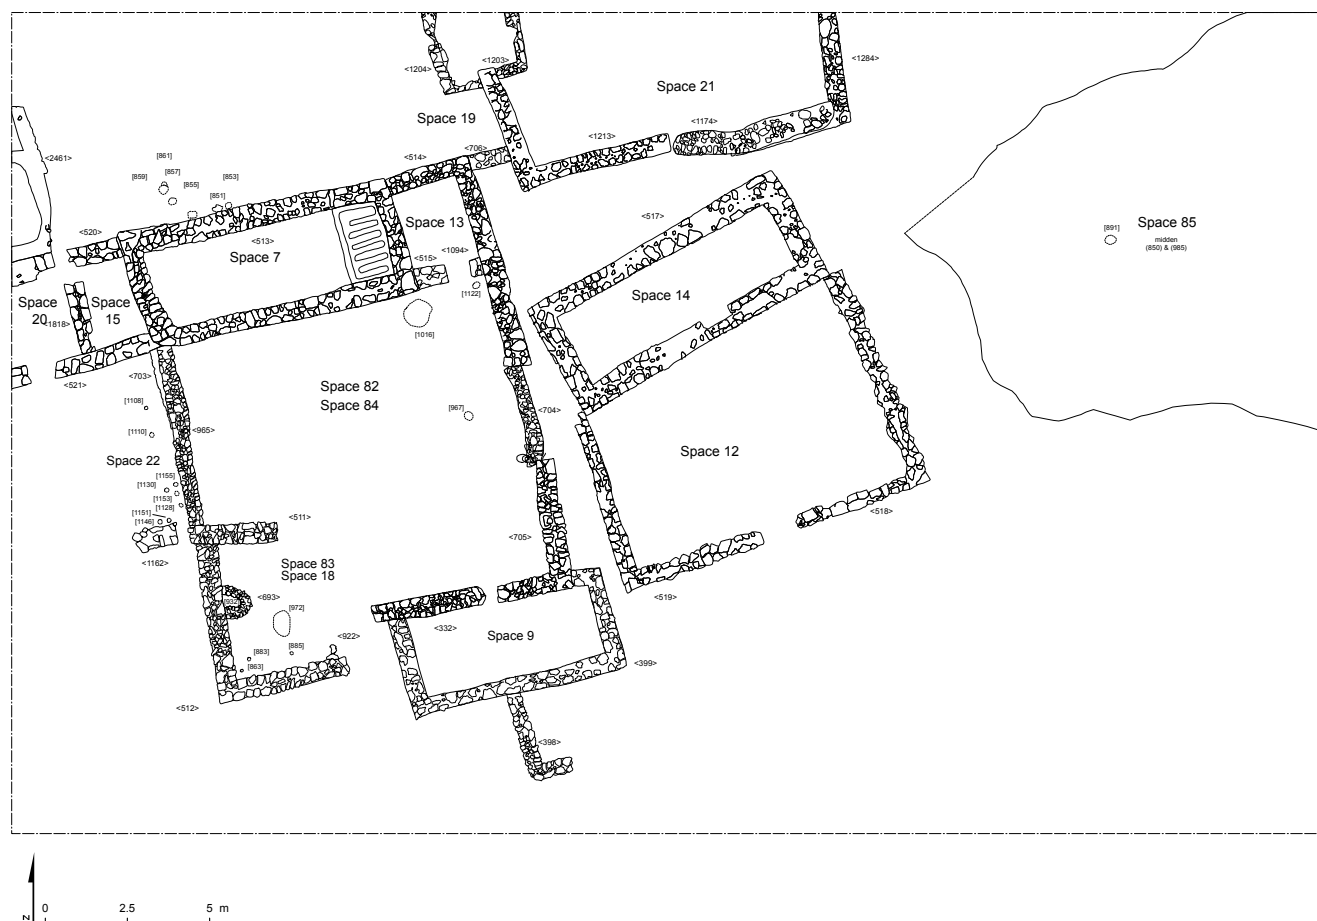 <1204>
<1203>
<1284>
Space 21
Space 19
<1174>
<1213>
<2461>
[861]
[857]
[859]
[855]
[853]
[851]
<514>
<706>
<520>
<513>
Space 7
Space 13
<1094>
<515>
[1122]
[1016]
<517>
Space 14
[891]
Space 85
midden
(850) & (985)
Space
20
<1818>
Space
15
<521>
<703>
Space 82
Space 84
[1108]
[967]
<704>
[1110]
<965>
Space 22
Space 12
[1155]
[1130]
[1153]
[1128]
[1151]
[1146]
<1162>
<511>
<705>
<518>
Space 83
Space 18
[932]
<693>
[972]
<519>
<332>
Space 9
<922>
[885]
[883]
[863]
<399>
<512>
<398>
N
0 2.5 5 m